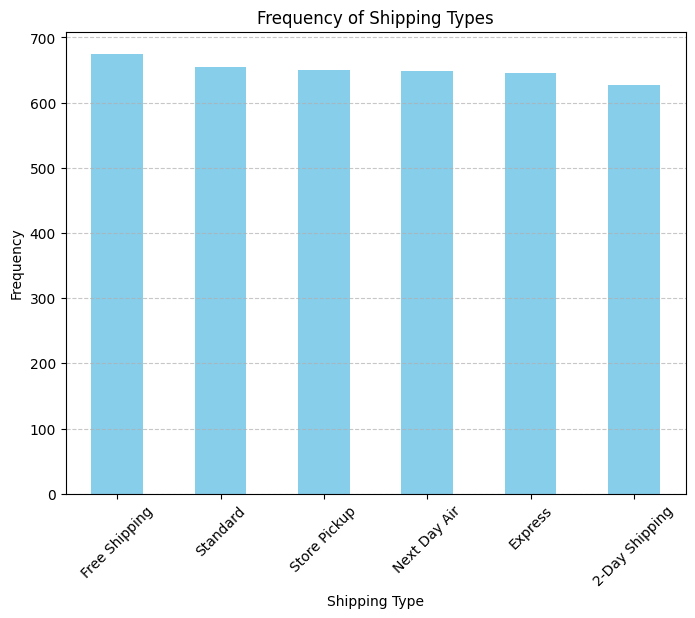 Frequency of Shipping Types
Frequency
700
600
500
400
300
200
100
0
Free Shipping
Standard
Store Pickup
Next Day Air
Express
2-Day Shipping
Shipping Type